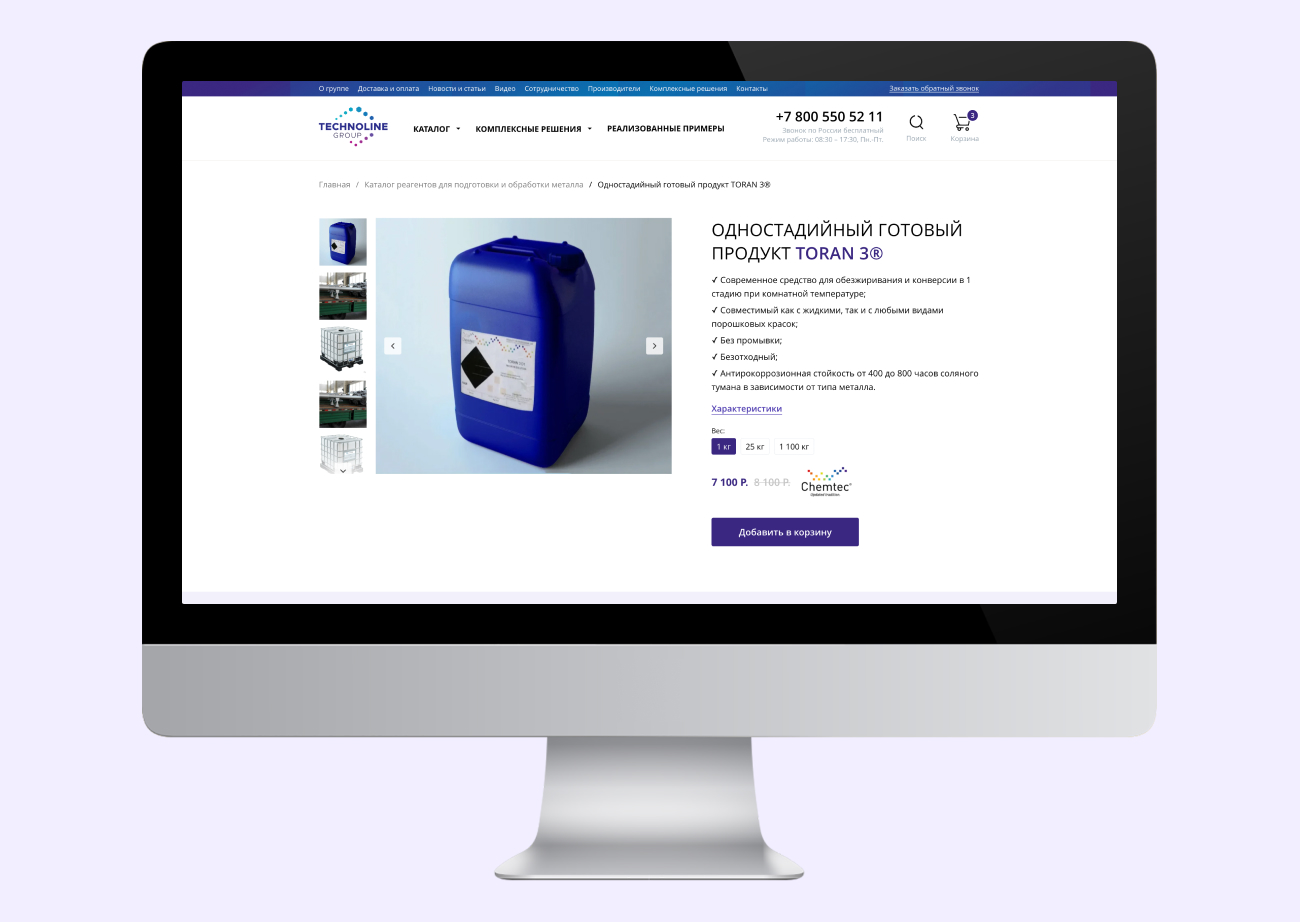 О группе Доставка и оплата Новости и статьи Видео Сотрудничество Производители Комплексные решения Контакты Заказать обратный звонок
TECHNOLINE
GROUP
КАТАЛОГ КОМПЛЕКСНЫЕ РЕШЕНИЯ РЕАЛИЗОВАННЫЕ ПРИМЕРЫ
+7 800 550 52 11
Звонок по России бесплатный
Режим работы: 08:30 – 17:30, Пн.-Пт.
Поиск
3
Корзина
Главная / Каталог реагентов для подготовки и обработки металла / Одностадийный готовый продукт TORAN 3®
TORAN
ОДНОСТАДИЙНЫЙ ГОТОВЫЙ
ПРОДУКТ TORAN 3®
✓ Современное средство для обезжиривания и конверсии в 1
стадию при комнатной температуре;
✓ Совместимый как с жидкими, так и с любыми видами
порошковых красок;
✓ Без промывки;
✓ Безотходный;
✓ Антирокоррозионная стойкость от 400 до 800 часов соляного
тумана в зависимости от типа металла.
Характеристики
Вес:
1 кг 25 кг 1 100 кг
7 100 Р. 8 100 Р.
Chemtec®
Добавить в корзину